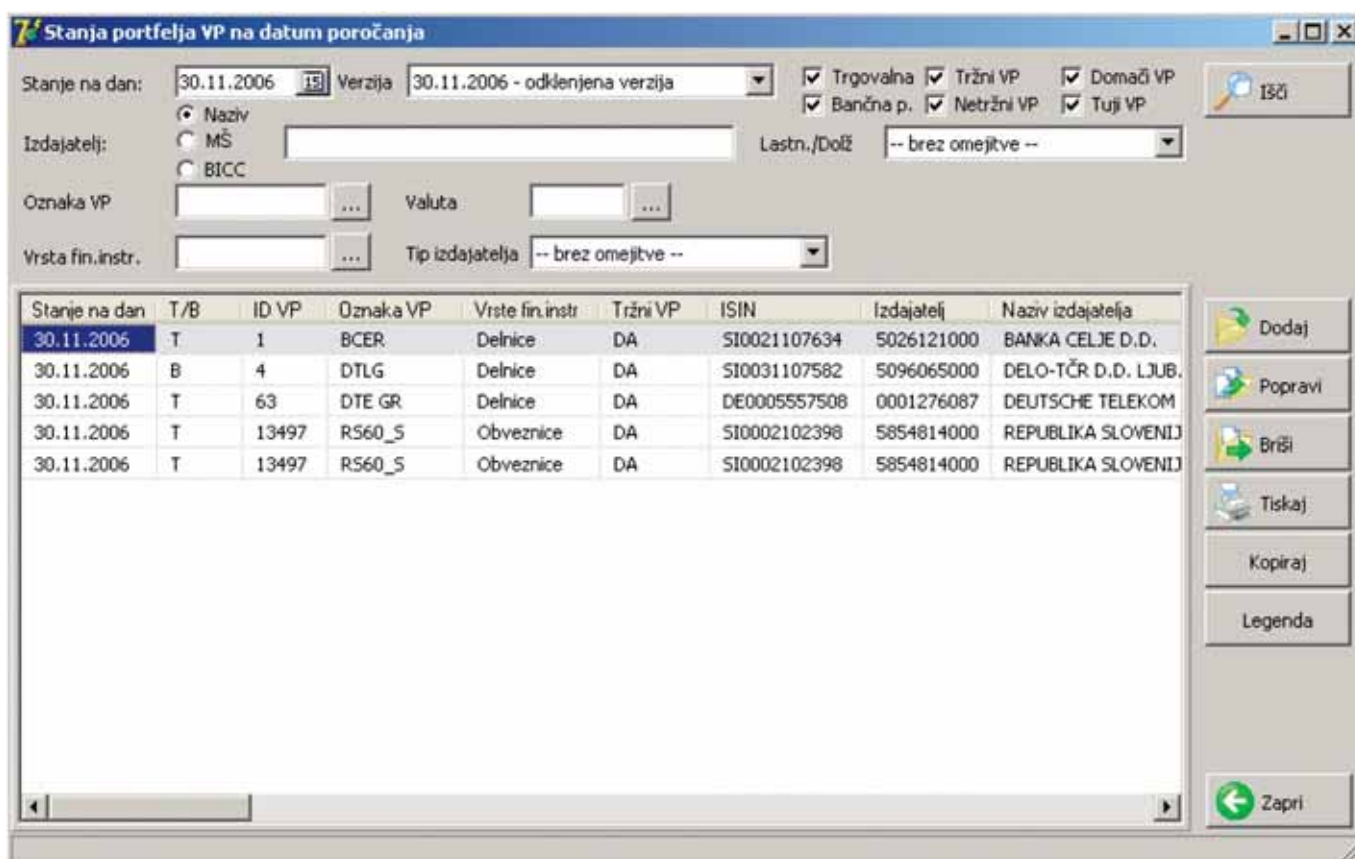 Stanja portfelja VP na datum poročanja
Stanje na dan: 30.11.2006 15 Verzija 30.11.2006 - odklenjena verzija Trgovalna Tržni VP Domači VP Išči
Bančna p. Netržni VP Tuji VP
Naziv
Izdajatelj: MŠ Lastn./Dolž -- brez omejitve --
BICC
Oznaka VP ... Valuta ...
Vrsta fin.instr. ... Tip izdajatelja -- brez omejitve --
Stanje na dan T/B ID VP Oznaka VP Vrste fin.instr Tržni VP ISIN Izdajatelj Naziv izdajatelja
30.11.2006 T 1 BCER Delnice DA SI0021107634 5026121000 BANKA CELJE D.D.
30.11.2006 B 4 DTLG Delnice DA SI0031107582 5096065000 DELO-TČR D.D. LJUB.
30.11.2006 T 63 DTE GR Delnice DA DE0005557508 0001276087 DEUTSCHE TELEKOM
30.11.2006 T 13497 RS60_S Obveznice DA SI0002102398 5854814000 REPUBLIKA SLOVENIJ
30.11.2006 T 13497 RS60_S Obveznice DA SI0002102398 5854814000 REPUBLIKA SLOVENIJ
Dodaj
Popravi
Briši
Tiskaj
Kopiraj
Legenda
Zapri